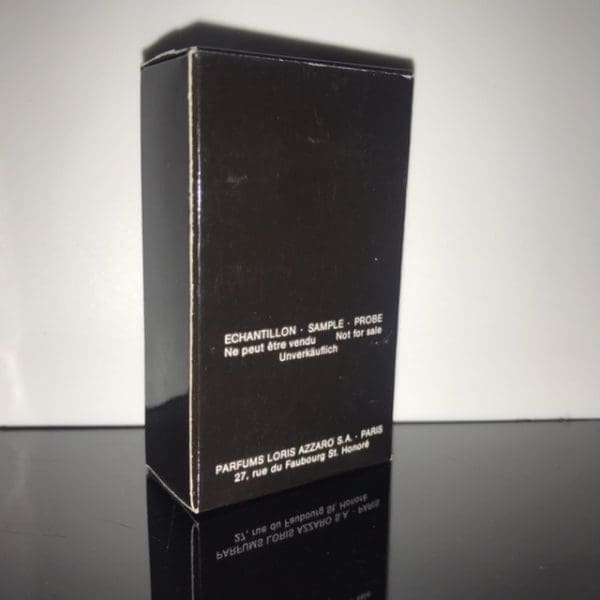 ECHANTILLON · SAMPLE · PROBE
Ne peut être vendu Not for sale
Unverkäuflich
PARFUMS LORIS AZZARO S.A. · PARIS
27, rue du Faubourg St. Honoré